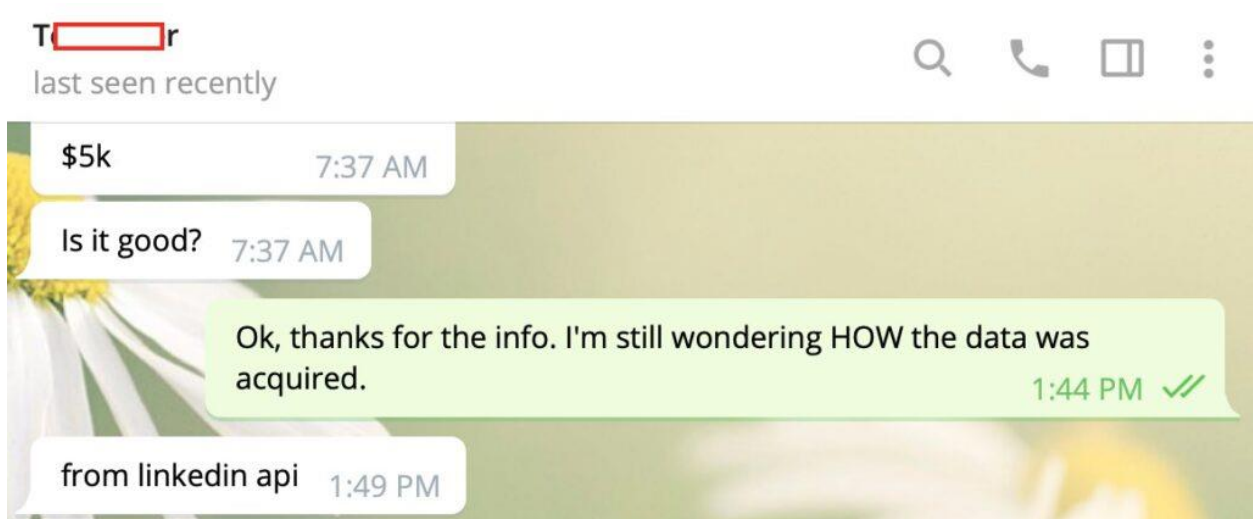 T r
last seen recently
$5k
7:37 AM
Is it good?
7:37 AM
Ok, thanks for the info. I'm still wondering HOW the data was
acquired.
1:44 PM
from linkedin api
1:49 PM